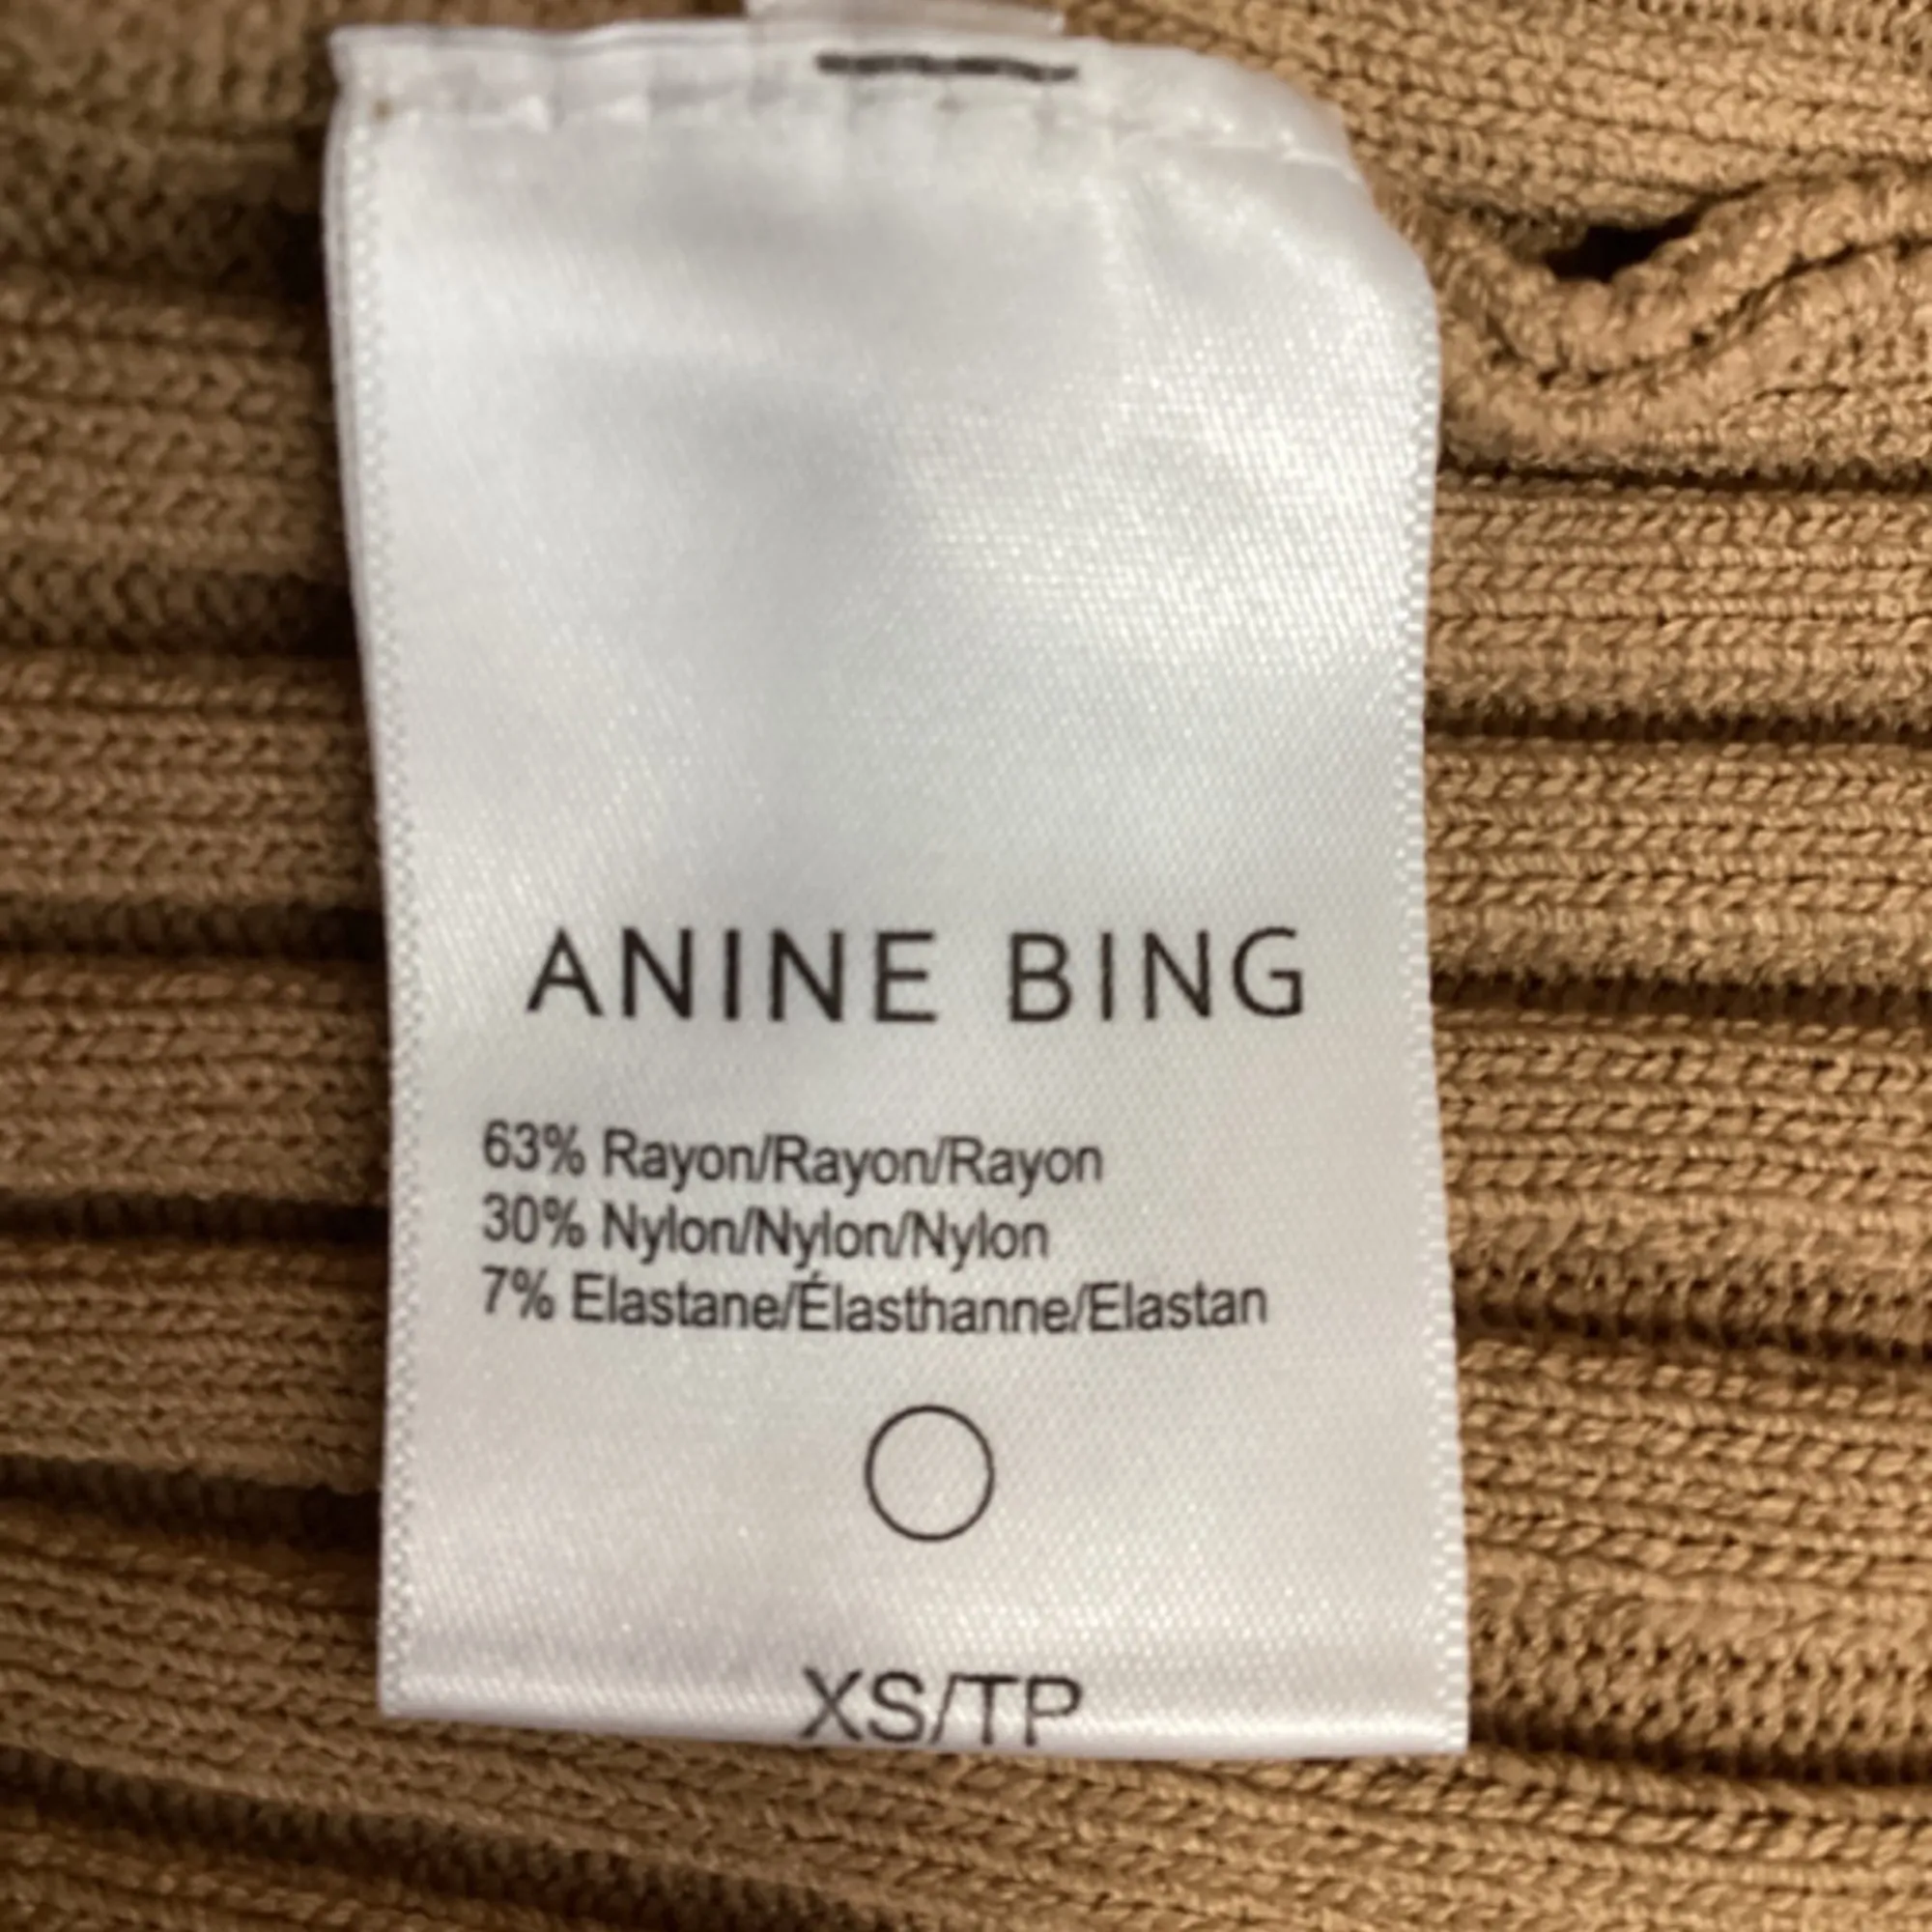 ANINE BING
63% Rayon/Rayon/Rayon
30% Nylon/Nylon/Nylon
7% Elastane/Élasthanne/Elastan
XS/TP